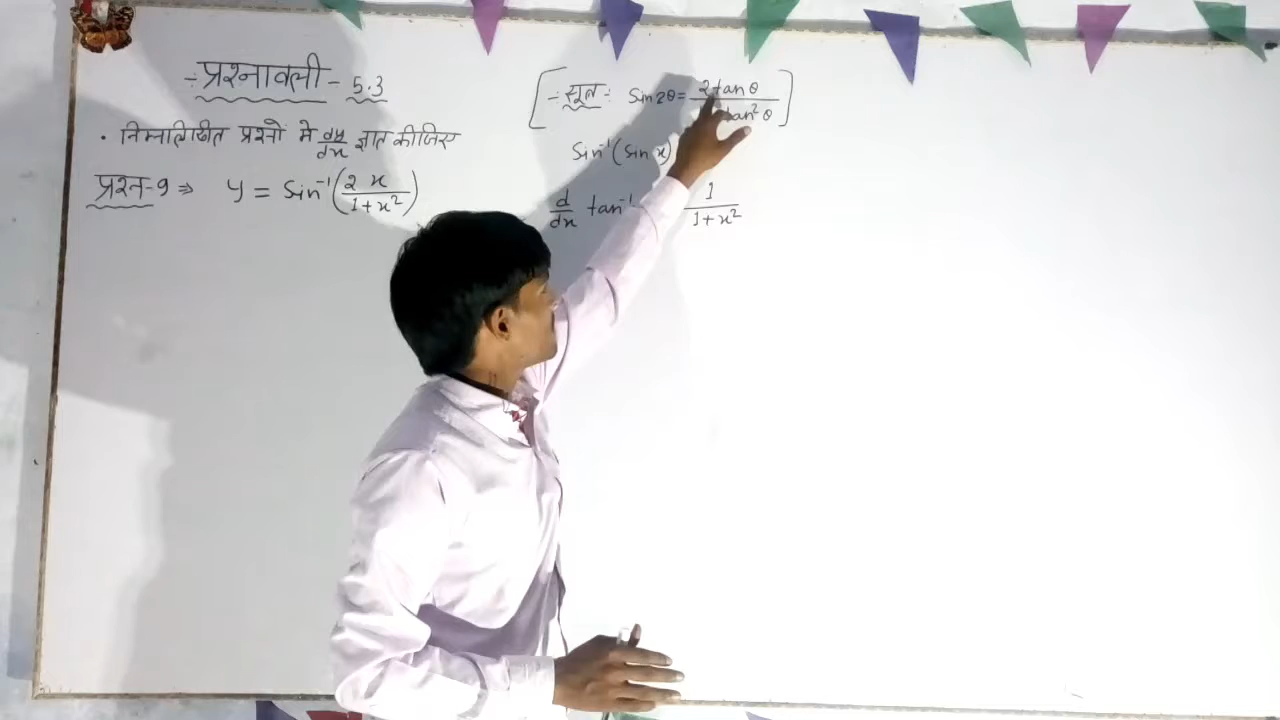 -: प्रश्नावली - 5.3
• निम्नलिखित प्रश्नों में dy/dx ज्ञात कीजिए
प्रश्न-9 ⇒ y = Sin⁻¹(2x/1+x²)
[-: सूत्र :- Sin2θ = 2tanθ/ tan²θ]
Sin⁻¹(Sin x)
d/dx tan⁻¹ 1/1+x²